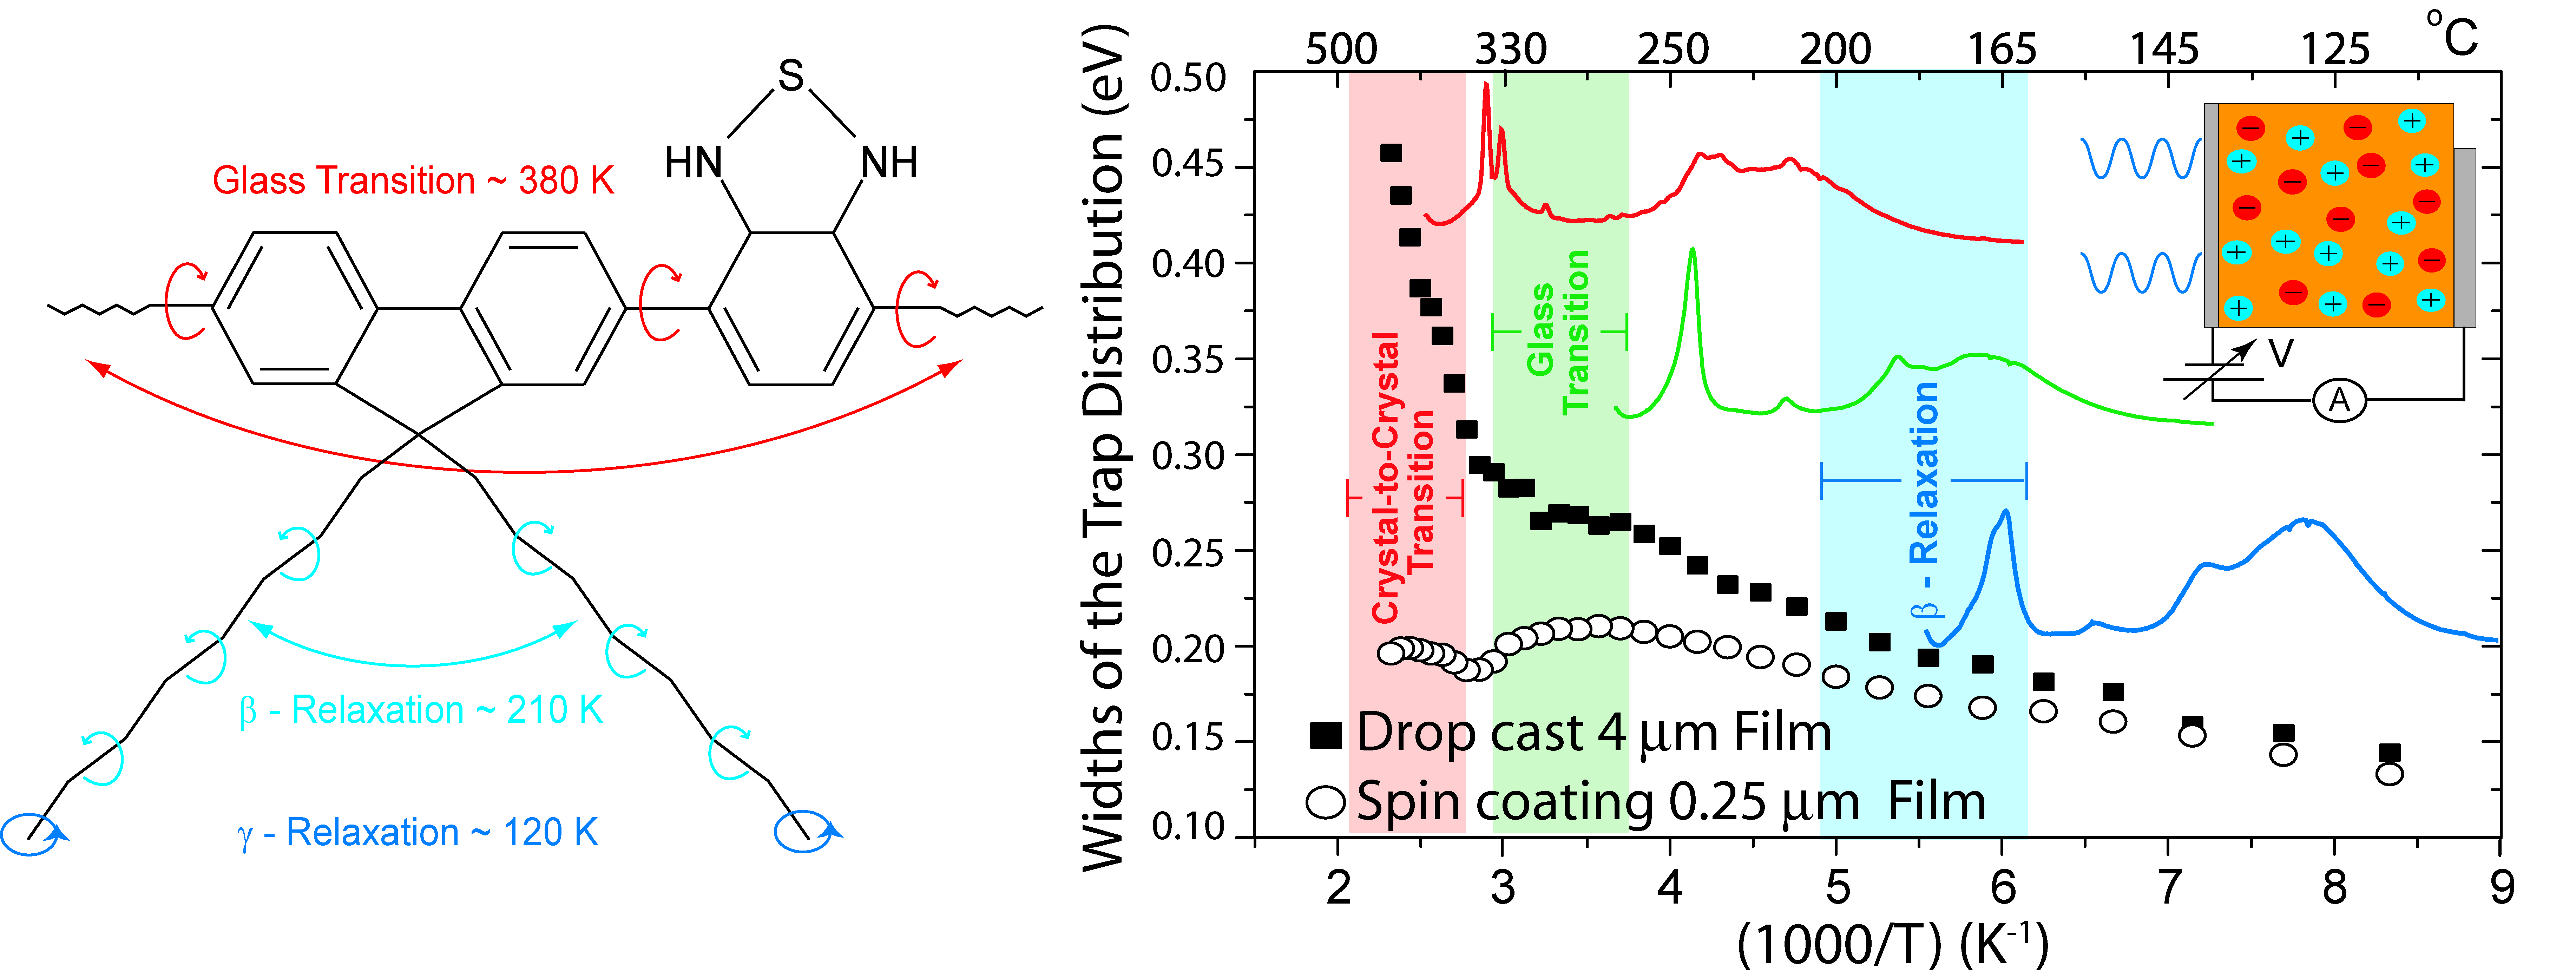 S
HN
NH
Glass Transition ~ 380 K
β - Relaxation ~ 210 K
γ - Relaxation ~ 120 K
500 330 250 200 165 145 125 °C
Widths of the Trap Distribution (eV)
0.50
0.45
0.40
0.35
0.30
0.25
0.20
0.15
0.10
Crystal-to-Crystal
Transition
Glass
Transition
β - Relaxation
V
A
Drop cast 4 μm Film
Spin coating 0.25 μm Film
2 3 4 5 6 7 8 9
(1000/T) (K⁻¹)